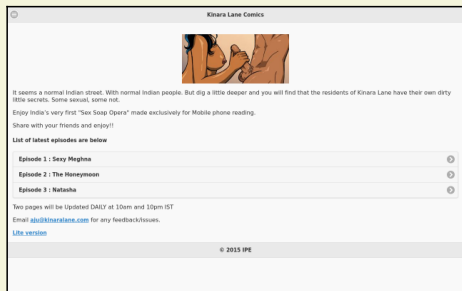 Kinara Lane Comics
It seems a normal Indian street. With normal Indian people. But dig a little deeper and you will find that the residents of Kinara Lane have their own dirty
little secrets. Some sexual, some not.
Enjoy India's very first "Sex Soap Opera" made exclusively for Mobile phone reading.
Share with your friends and enjoy!!
List of latest episodes are below
Episode 1 : Sexy Meghna
Episode 2 : The Honeymoon
Episode 3 : Natasha
Two pages will be Updated DAILY at 10am and 10pm IST
Email aju@kinaralane.com for any feedback/issues.
Lite version
© 2015 IPE